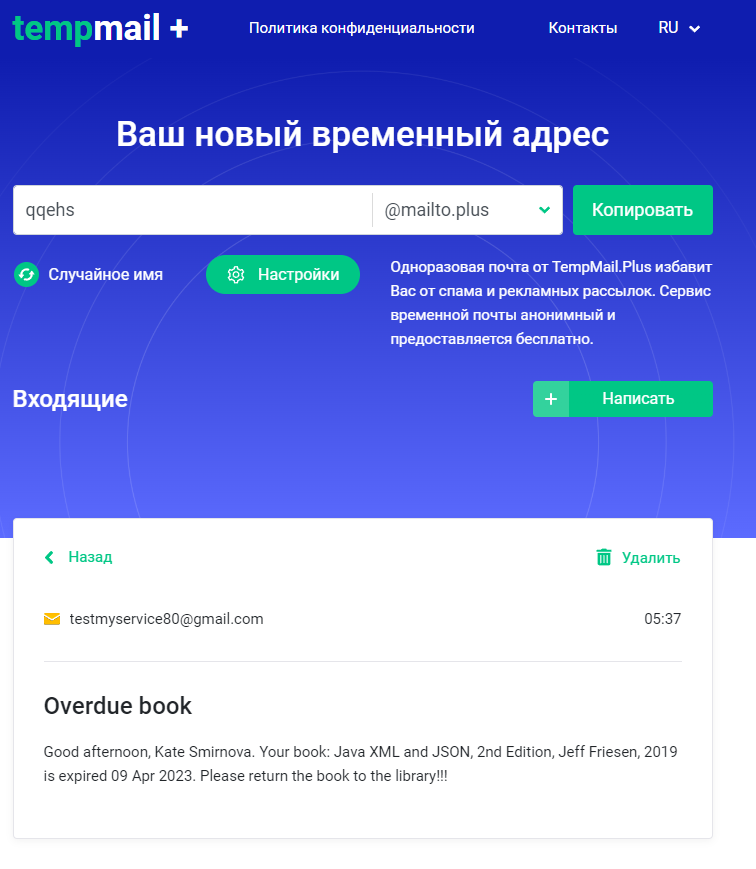 tempmail +
Политика конфиденциальности
Контакты
RU
Ваш новый временный адрес
qqehs
@mailto.plus
Копировать
Случайное имя
Настройки
Одноразовая почта от TempMail.Plus избавит
Вас от спама и рекламных рассылок. Сервис
временной почты анонимный и
предоставляется бесплатно.
Входящие
+ Написать
Назад
Удалить
testmyservice80@gmail.com
05:37
Overdue book
Good afternoon, Kate Smirnova. Your book: Java XML and JSON, 2nd Edition, Jeff Friesen, 2019
is expired 09 Apr 2023. Please return the book to the library!!!